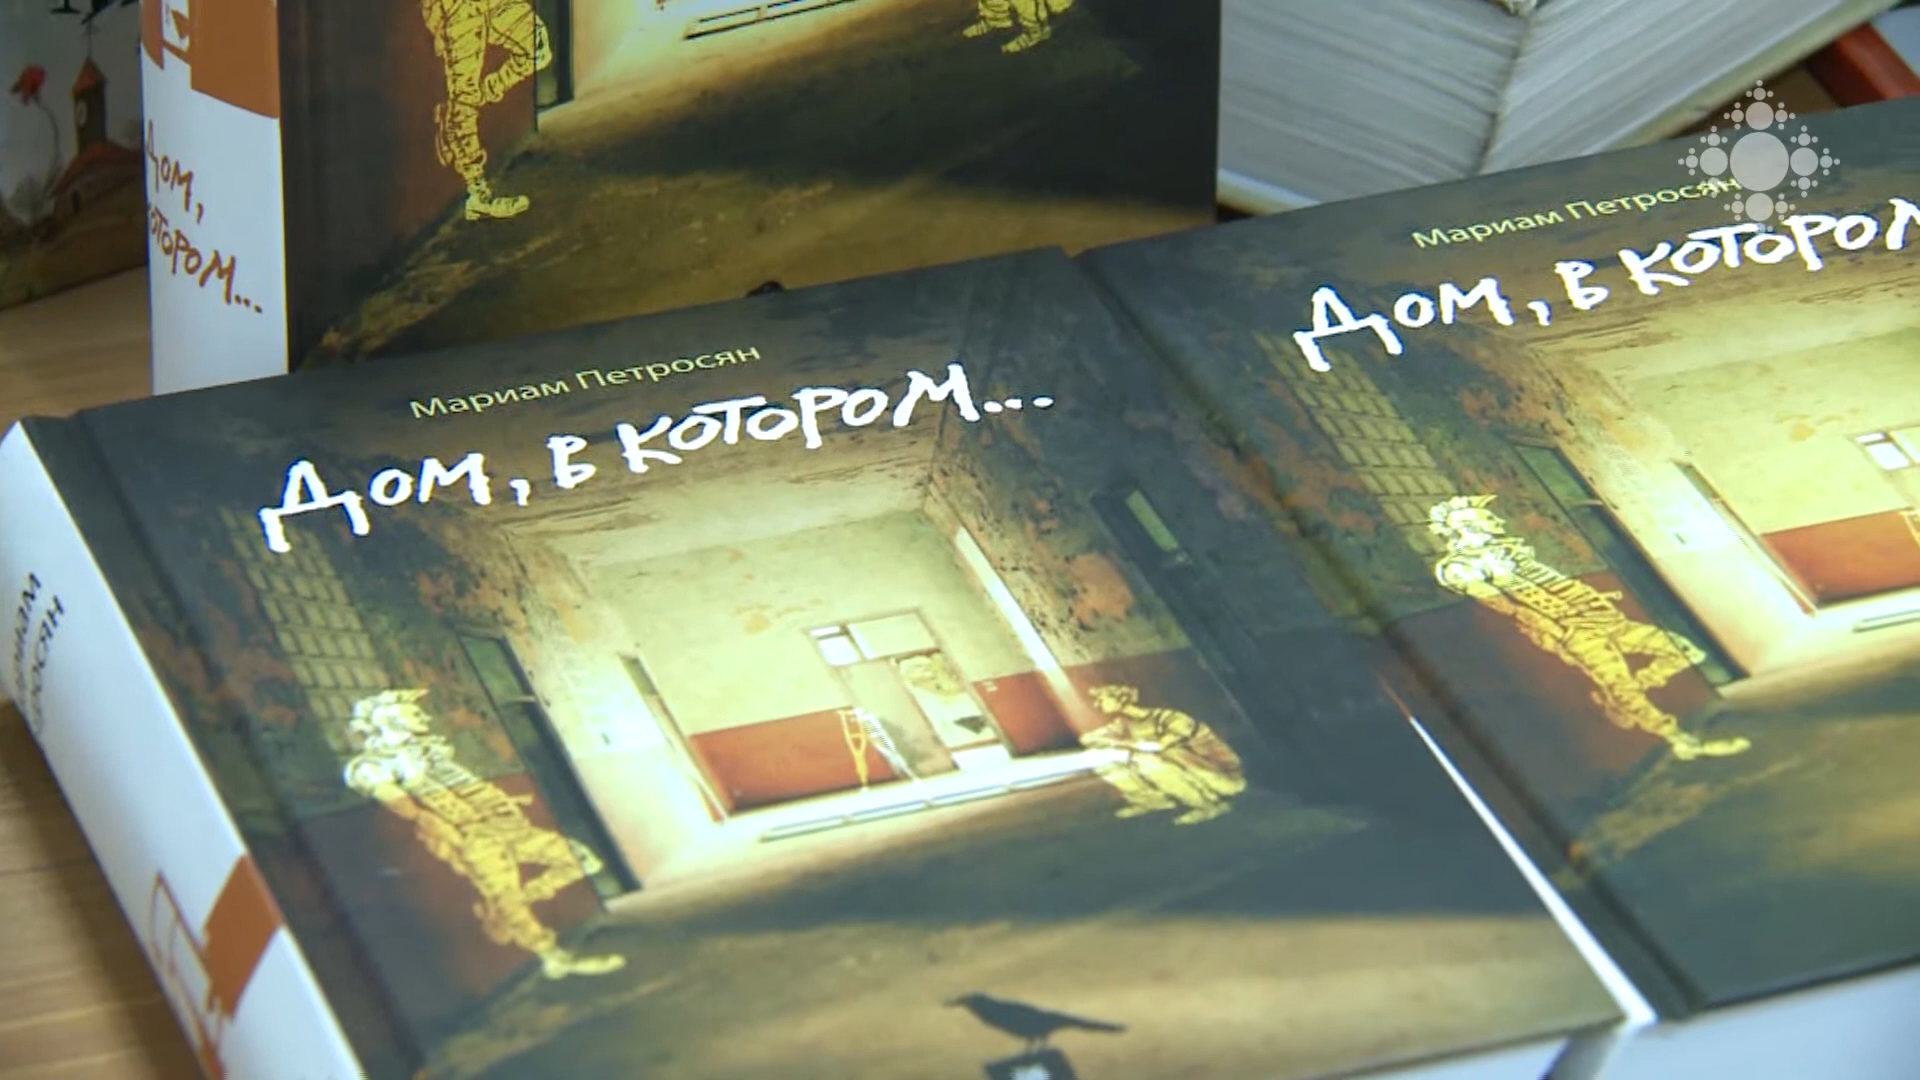 Дом,
котором...
Мариам Петросян
Дом, в котором...
Мариам Петросян
Дом, в котором